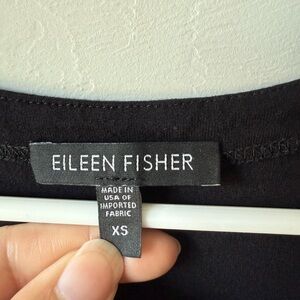 EILEEN FISHER
MADE IN
USA OF
IMPORTED
FABRIC
XS